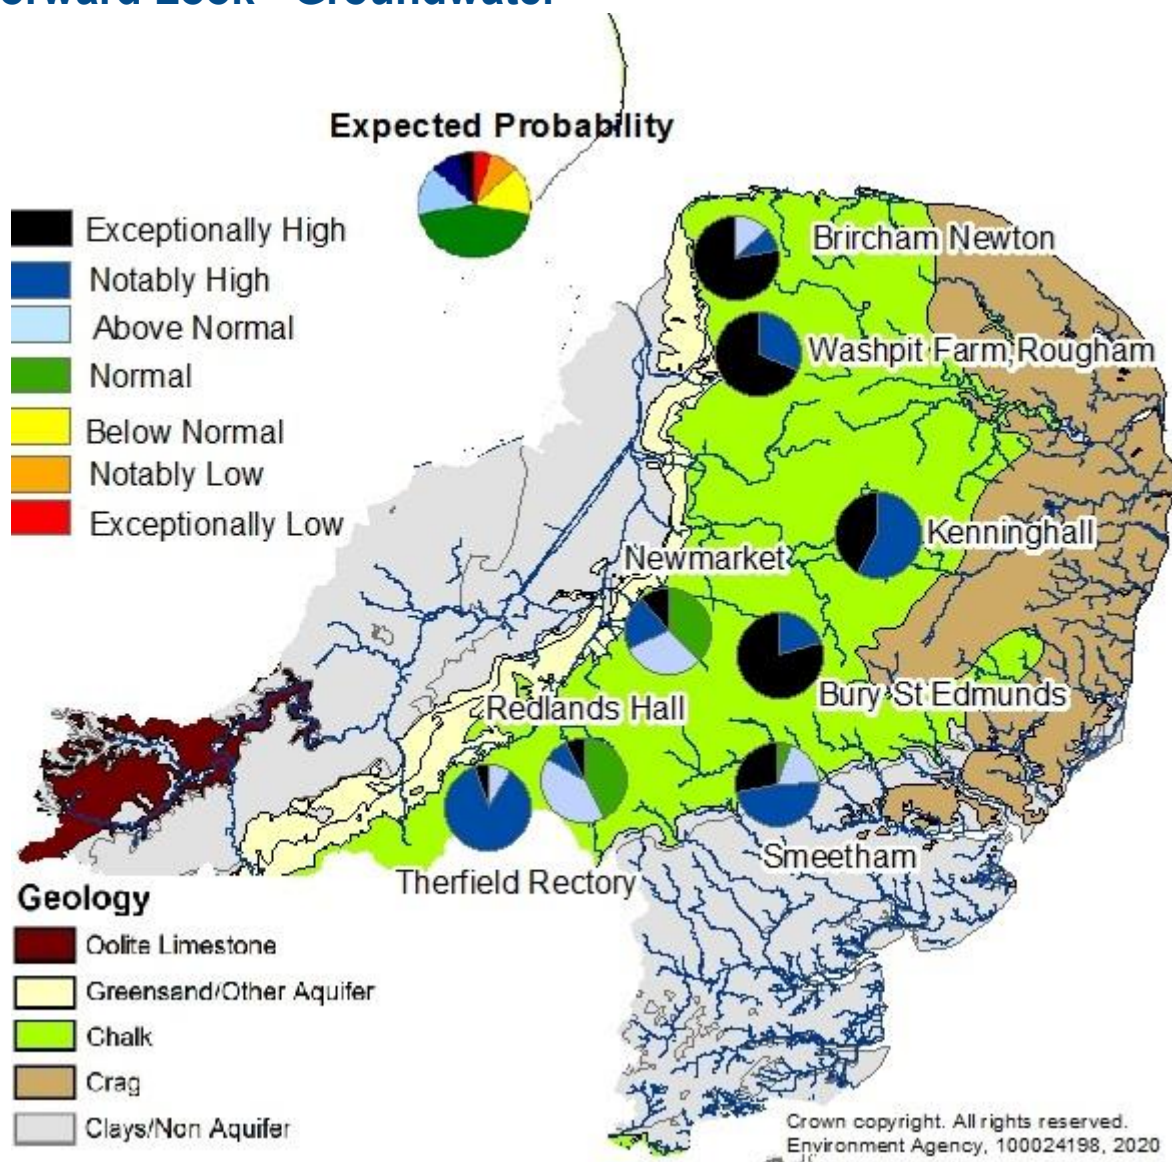 Groundwater
Expected Probability
Exceptionally High
Notably High
Above Normal
Normal
Below Normal
Notably Low
Exceptionally Low
Brircham Newton
Washpit Farm,Rougham
Kenninghall
Newmarket
Bury St Edmunds
Redlands Hall
Smeetham
Therfield Rectory
Geology
Oolite Limestone
Greensand/Other Aquifer
Chalk
Crag
Clays/Non Aquifer
Crown copyright. All rights reserved.
Environment Agency, 100024198, 2020